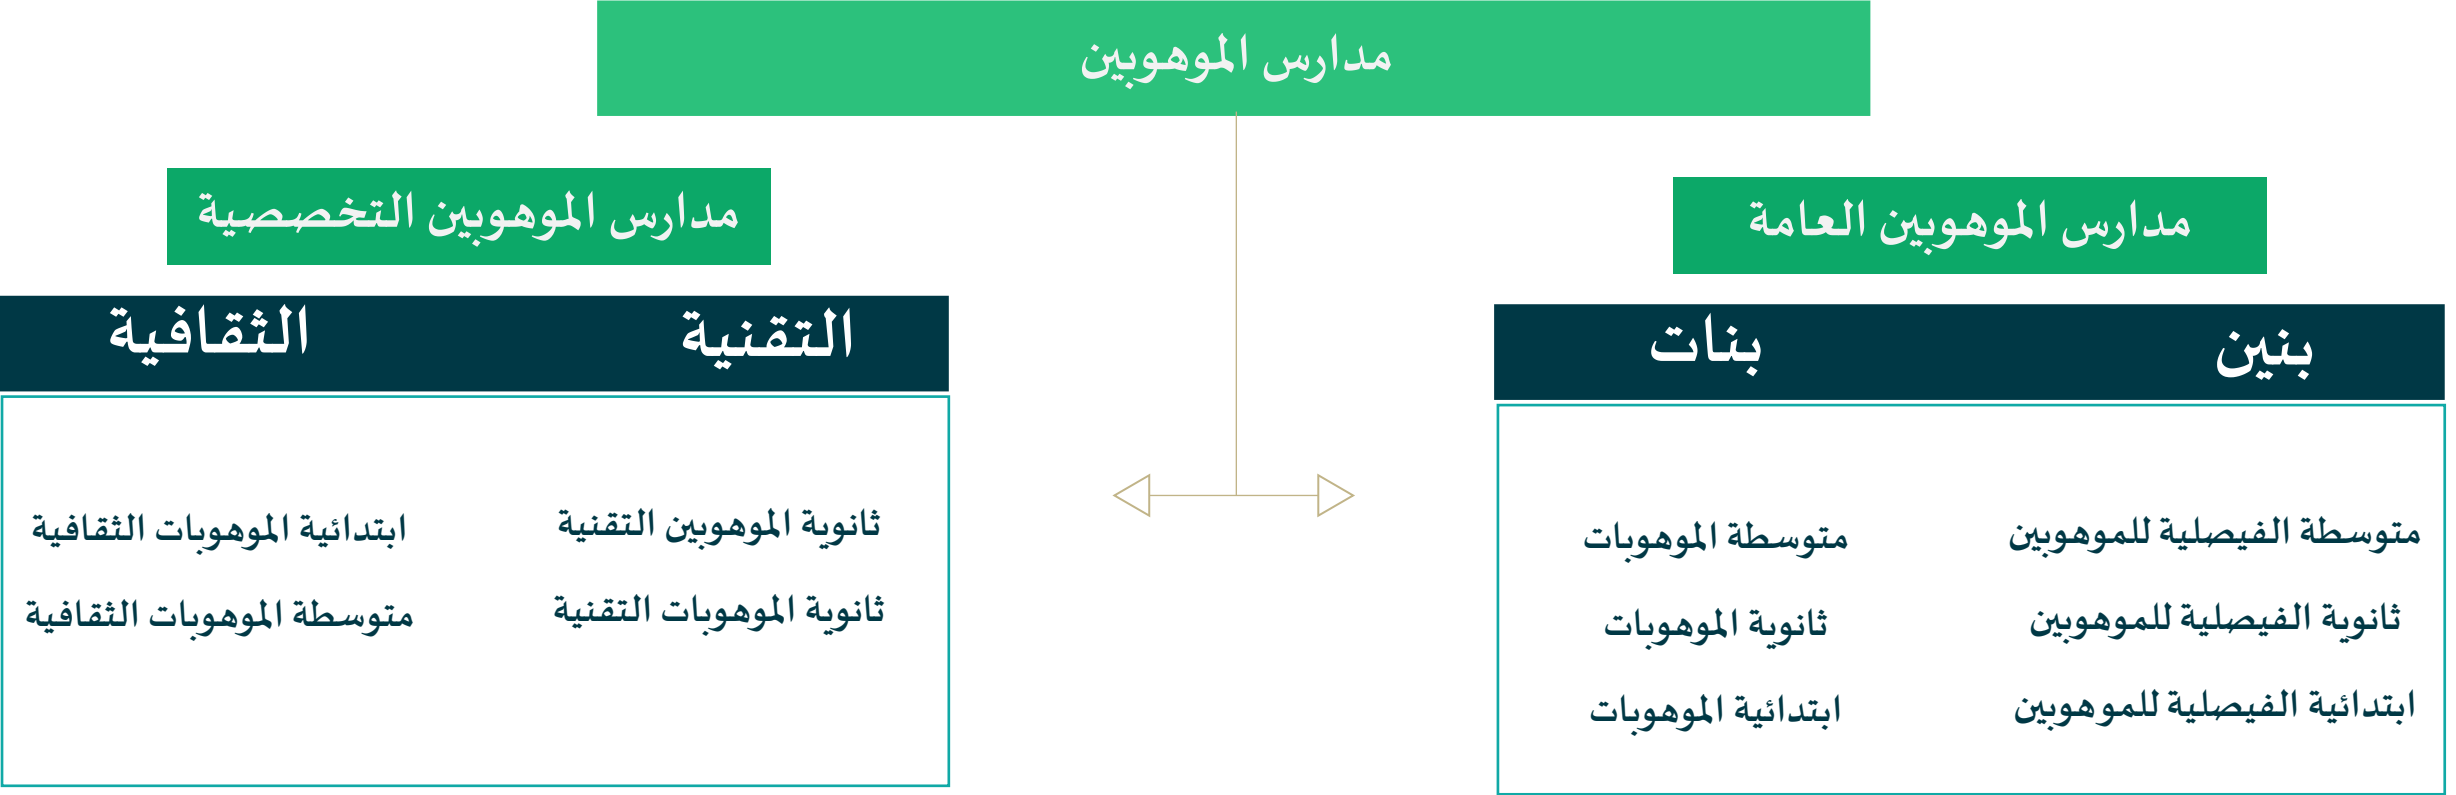 مدارس الموهوبين
مدارس الموهوبين العامة
بنين
بنات
متوسطة الفيصلية للموهوبين
ثانوية الفيصلية للموهوبين
ابتدائية الفيصلية للموهوبين
متوسطة الموهوبات
ثانوية الموهوبات
ابتدائية الموهوبات
مدارس الموهوبين التخصصية
التقنية
الثقافية
ثانوية الموهوبين التقنية
ثانوية الموهوبات التقنية
ابتدائية الموهوبات الثقافية
متوسطة الموهوبات الثقافية